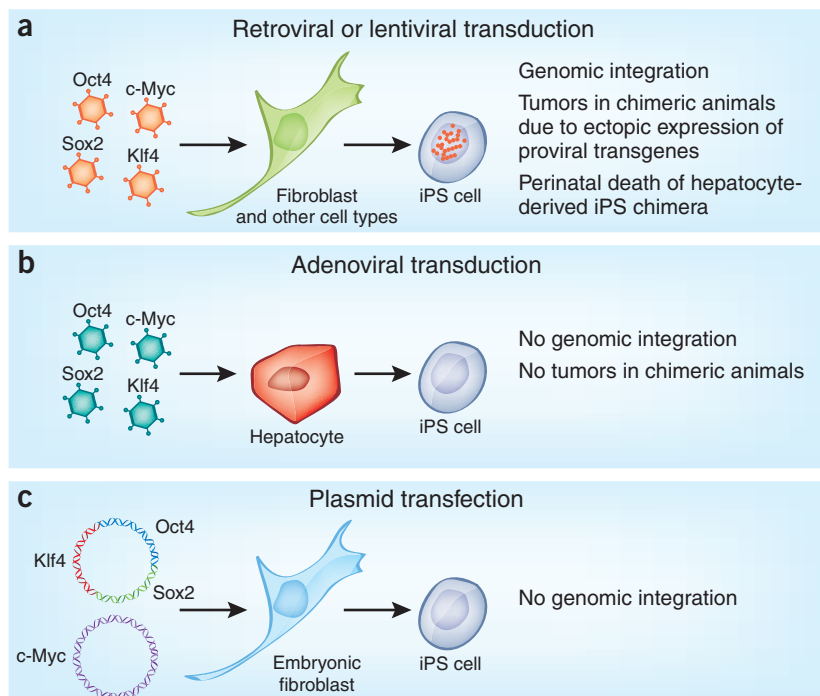 a
Retroviral or lentiviral transduction
Oct4
c-Myc
Sox2
Klf4
Fibroblast
and other cell types
iPS cell
Genomic integration
Tumors in chimeric animals
due to ectopic expression of
proviral transgenes
Perinatal death of hepatocyte-
derived iPS chimera
b
Adenoviral transduction
Oct4
c-Myc
Sox2
Klf4
Hepatocyte
iPS cell
No genomic integration
No tumors in chimeric animals
c
Plasmid transfection
Oct4
Klf4
Sox2
c-Myc
Embryonic
fibroblast
iPS cell
No genomic integration